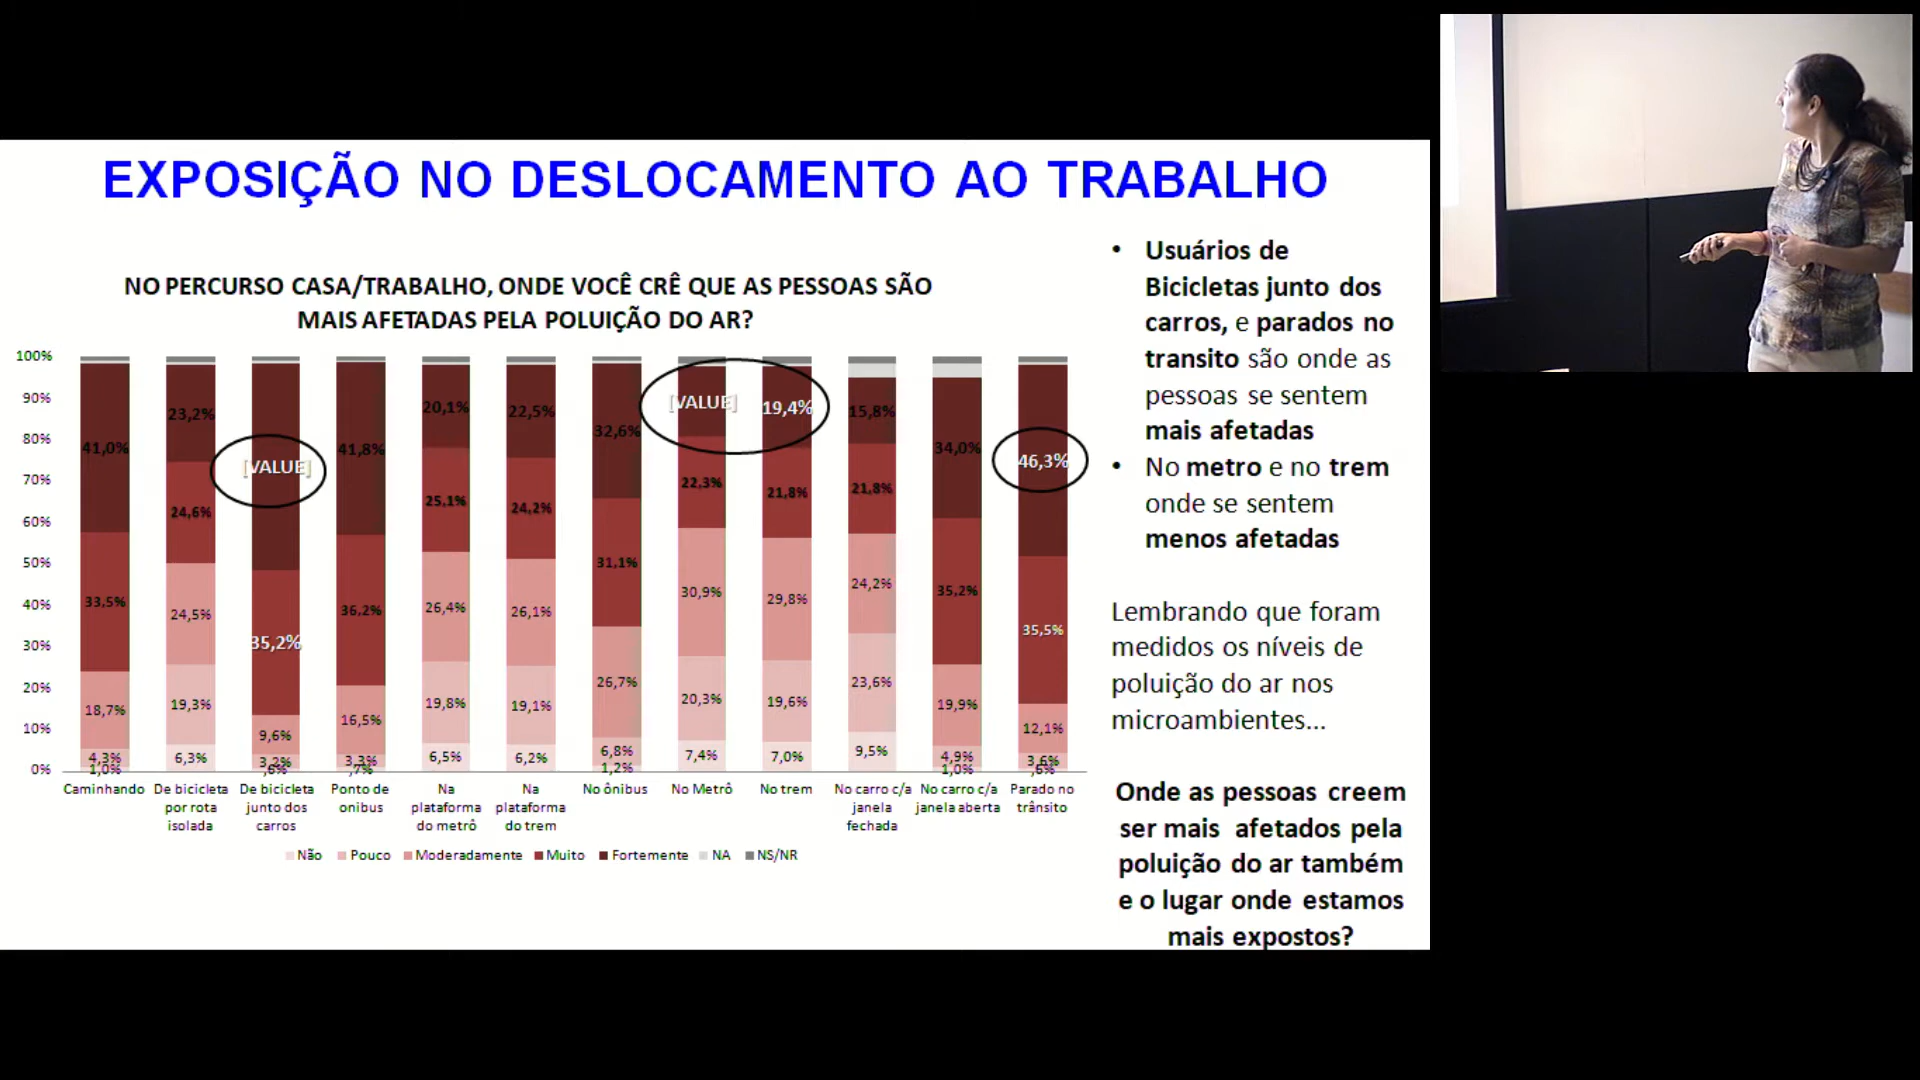 EXPOSIÇÃO NO DESLOCAMENTO AO TRABALHO
NO PERCURSO CASA/TRABALHO, ONDE VOCÊ CRÊ QUE AS PESSOAS SÃO
MAIS AFETADAS PELA POLUIÇÃO DO AR?
100%
90%
80%
70%
60%
50%
40%
30%
20%
10%
0%
41,0%
33,5%
18,7%
4,3%
1,0%
23,2%
24,6%
24,5%
19,3%
6,3%
[VALUE]
35,2%
9,6%
3,2%
,6%
41,8%
36,2%
16,5%
3,3%
,7%
20,1%
25,1%
26,4%
19,8%
6,5%
22,5%
24,2%
26,1%
19,1%
6,2%
32,6%
31,1%
26,7%
6,8%
1,2%
[VALUE]
22,3%
30,9%
20,3%
7,4%
19,4%
21,8%
29,8%
19,6%
7,0%
15,8%
21,8%
24,2%
23,6%
9,5%
34,0%
35,2%
19,9%
4,9%
1,0%
46,3%
35,5%
12,1%
3,6%
,6%
Caminhando
De bicicleta
por rota
isolada
De bicicleta
junto dos
carros
Ponto de
onibus
Na
plataforma
do metrô
Na
plataforma
do trem
No ônibus
No Metrô
No trem
No carro c/a
janela
fechada
No carro c/a
janela aberta
Parado no
trânsito
Não Pouco Moderadamente Muito Fortemente NA NS/NR
• Usuários de
Bicicletas junto dos
carros, e parados no
transito são onde as
pessoas se sentem
mais afetadas
• No metro e no trem
onde se sentem
menos afetadas
Lembrando que foram
medidos os níveis de
poluição do ar nos
microambientes...
Onde as pessoas creem
ser mais afetados pela
poluição do ar também
e o lugar onde estamos
mais expostos?